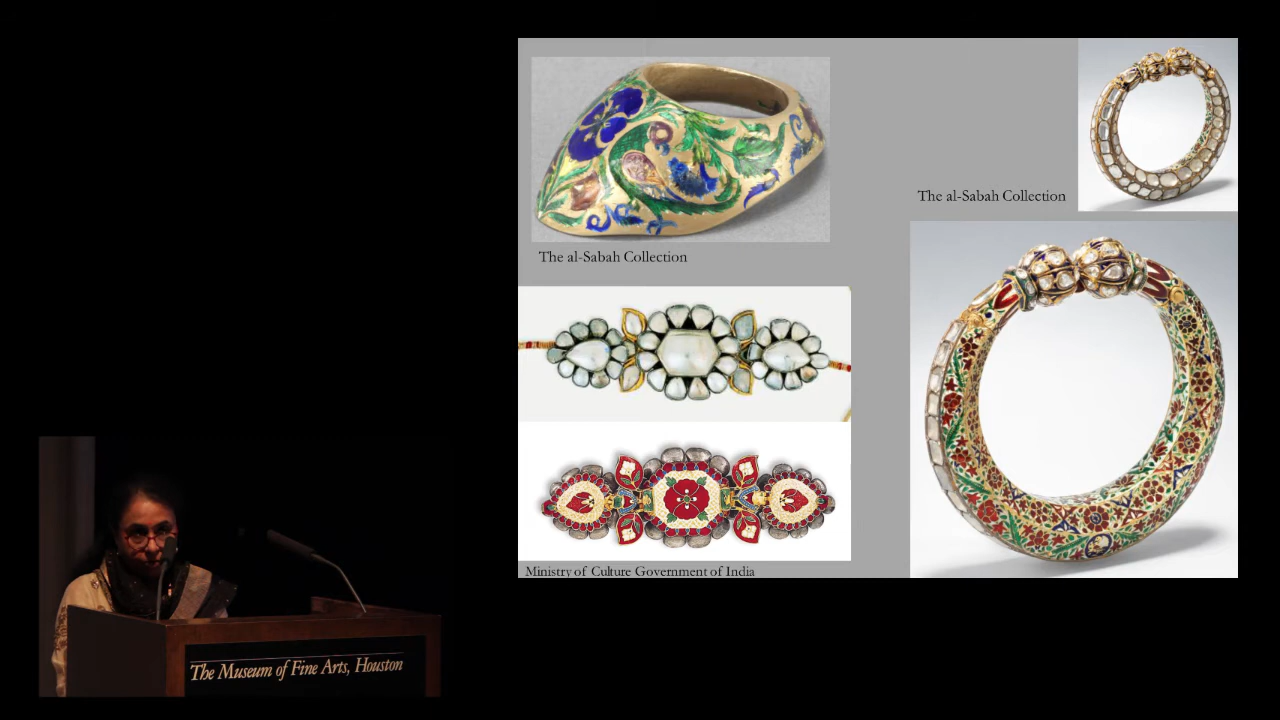 The al-Sabah Collection
The al-Sabah Collection
Ministry of Culture Government of India
The Museum of Fine Arts, Houston